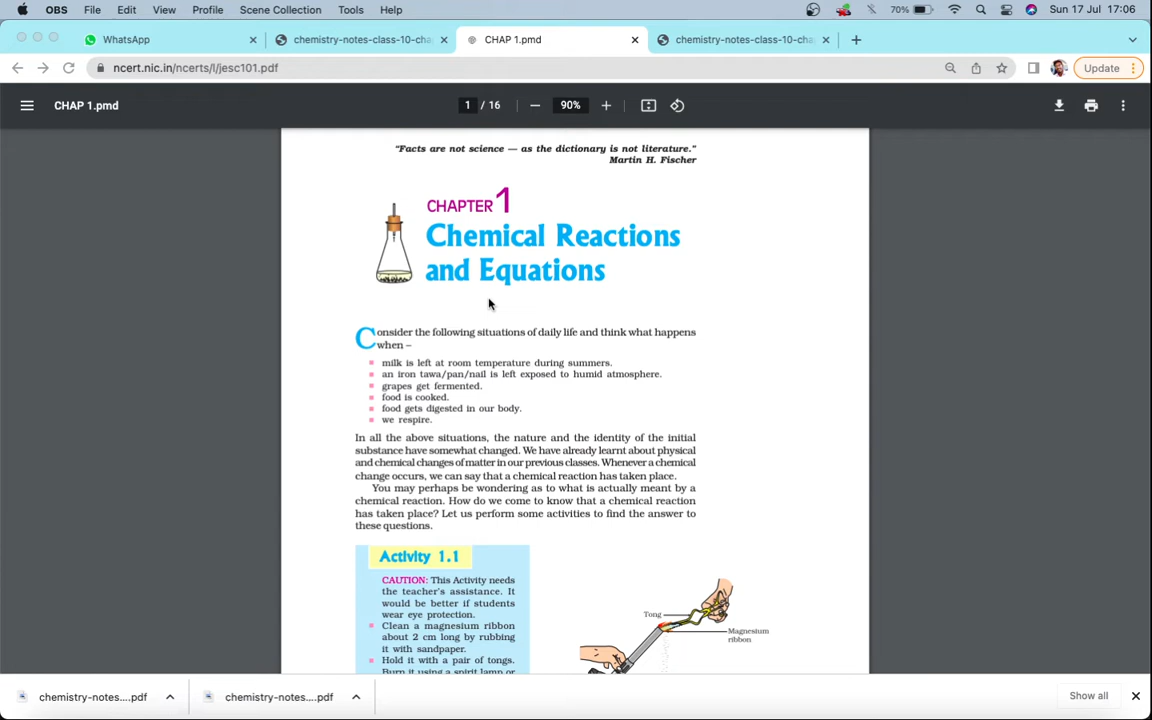 OBS File Edit View Profile Scene Collection Tools Help 70% Sun 17 Jul 17:06
WhatsApp chemistry-notes-class-10-cha CHAP 1.pmd chemistry-notes-class-10-cha
ncert.nic.in/ncerts/l/jesc101.pdf Update
CHAP 1.pmd 1 / 16 90%
"Facts are not science — as the dictionary is not literature."
Martin H. Fischer
CHAPTER 1
Chemical Reactions
and Equations
Consider the following situations of daily life and think what happens
when –
milk is left at room temperature during summers.
an iron tawa/pan/nail is left exposed to humid atmosphere.
grapes get fermented.
food is cooked.
food gets digested in our body.
we respire.
In all the above situations, the nature and the identity of the initial
substance have somewhat changed. We have already learnt about physical
and chemical changes of matter in our previous classes. Whenever a chemical
change occurs, we can say that a chemical reaction has taken place.
You may perhaps be wondering as to what is actually meant by a
chemical reaction. How do we come to know that a chemical reaction
has taken place? Let us perform some activities to find the answer to
these questions.
Activity 1.1
CAUTION: This Activity needs
the teacher's assistance. It
would be better if students
wear eye protection.
Clean a magnesium ribbon
about 2 cm long by rubbing
it with sandpaper.
Hold it with a pair of tongs.
Burn it using a spirit lamp or
Tong
Magnesium
ribbon
chemistry-notes....pdf chemistry-notes....pdf Show all